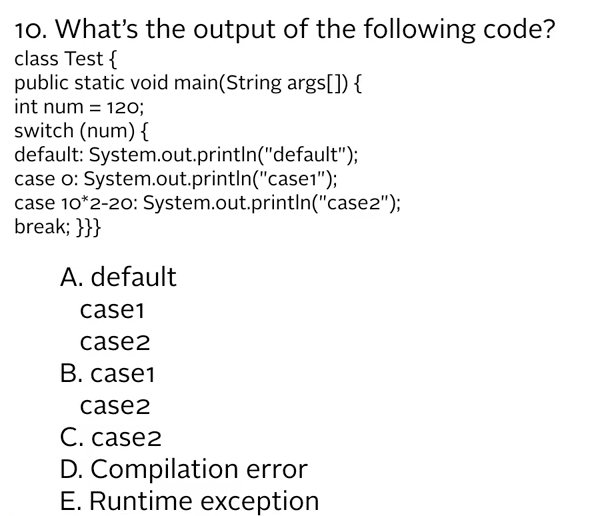 10. What's the output of the following code?
class Test {
public static void main(String args[]) {
int num = 120;
switch (num) {
default: System.out.println("default");
case 0: System.out.println("case1");
case 10*2-20: System.out.println("case2");
break; }}}
A. default
case1
case2
B. case1
case2
C. case2
D. Compilation error
E. Runtime exception